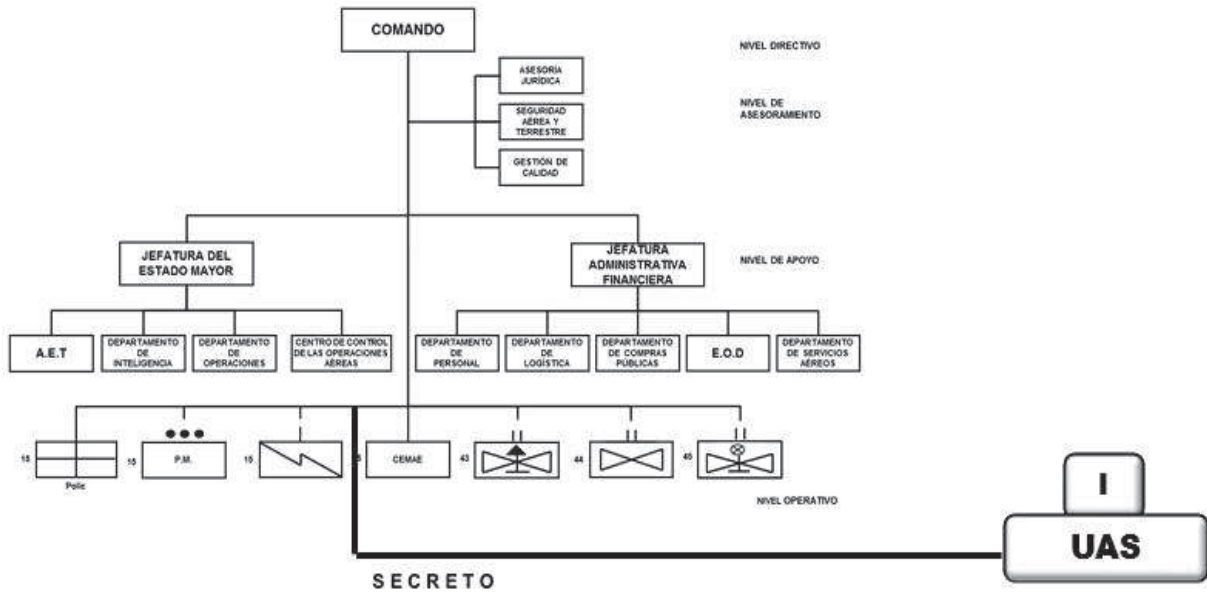 COMANDO
NIVEL DIRECTIVO
ASESORÍA
JURÍDICA
SEGURIDAD
AÉREA Y
TERRESTRE
NIVEL DE
ASESORAMIENTO
GESTIÓN DE
CALIDAD
JEFATURA DEL
ESTADO MAYOR
JEFATURA
ADMINISTRATIVA
FINANCIERA
NIVEL DE APOYO
A.E.T
DEPARTAMENTO
DE
INTELIGENCIA
DEPARTAMENTO
DE
OPERACIONES
CENTRO DE CONTROL
DE LAS OPERACIONES
AÉREAS
DEPARTAMENTO
DE
PERSONAL
DEPARTAMENTO
DE
LOGÍSTICA
DEPARTAMENTO
DE COMPRAS
PÚBLICAS
E.O.D
DEPARTAMENTO
DE SERVICIOS
AÉREOS
15
Polic
15
P.M.
15
CEMAE
43
44
45
NIVEL OPERATIVO
I
UAS
SECRETO